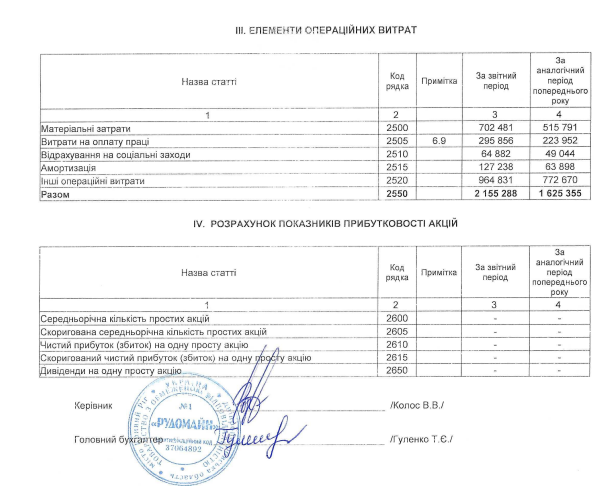 III. ЕЛЕМЕНТИ ОПЕРАЦІЙНИХ ВИТРАТ
Назва статті Код рядка Примітка За звітний період За аналогічний період попереднього року
1 2 3 4
Матеріальні затрати 2500 702 481 515 791
Витрати на оплату праці 2505 6.9 295 856 223 952
Відрахування на соціальні заходи 2510 64 882 49 044
Амортизація 2515 127 238 63 898
Інші операційні витрати 2520 964 831 772 670
Разом 2550 2 155 288 1 625 355
IV. РОЗРАХУНОК ПОКАЗНИКІВ ПРИБУТКОВОСТІ АКЦІЙ
Назва статті Код рядка Примітка За звітний період За аналогічний період попереднього року
1 2 3 4
Середньорічна кількість простих акцій 2600 - -
Скоригована середньорічна кількість простих акцій 2605 - -
Чистий прибуток (збиток) на одну просту акцію 2610 - -
Скоригований чистий прибуток (збиток) на одну просту акцію 2615 - -
Дивіденди на одну просту акцію 2650 - -
Керівник /Колос В.В./
Головний бухгалтер /Гуленко Т.Є./
УКРАЇНА
№1
"РУДОМАЙН"
37064892